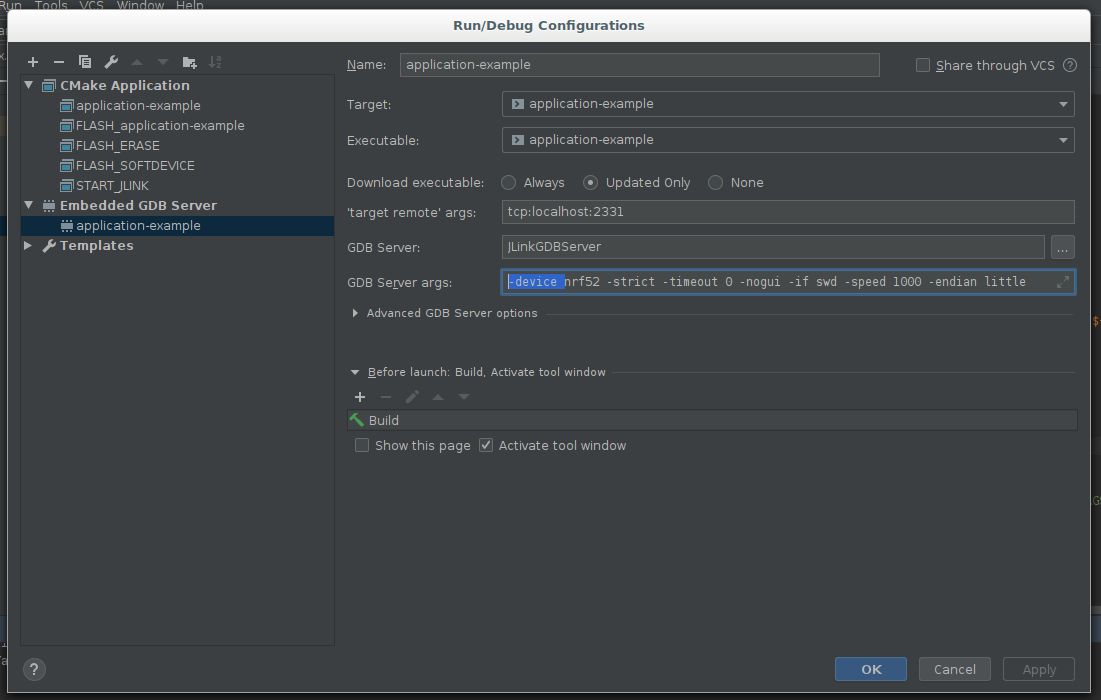 Run Tools VCS Window Help
Run/Debug Configurations
CMake Application
application-example
FLASH_application-example
FLASH_ERASE
FLASH_SOFTDEVICE
START_JLINK
Embedded GDB Server
application-example
Templates
Name: application-example Share through VCS ?
Target: application-example
Executable: application-example
Download executable: Always Updated Only None
'target remote' args: tcp:localhost:2331
GDB Server: JLinkGDBServer ...
GDB Server args: -device nrf52 -strict -timeout 0 -nogui -if swd -speed 1000 -endian little
Advanced GDB Server options
Before launch: Build, Activate tool window
Build
Show this page Activate tool window
? OK Cancel Apply